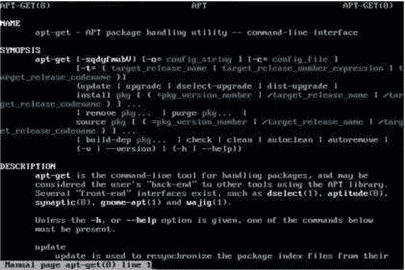 APT-GET(8) APT APT-GET(8)
NAME
apt-get - APT package handling utility -- command-line interface
SYNOPSIS
apt-get [-sqdyfmubV] [-o= config_string ] [-c= config_file ]
[-t= { target_release_name | target_release_number_expression | t
arget_release_codename }]
{update | upgrade | dselect-upgrade | dist-upgrade |
install pkg [ { =pkg_version_number | /target_release_name | /tar
get_release_codename } ] ... |
| remove pkg... | purge pkg... |
source pkg [ { =pkg_version_number | /target_release_name | /targ
et_release_codename } ] ... |
| build-dep pkg... | check | clean | autoclean | autoremove |
{-v | --version} | {-h | --help}}
DESCRIPTION
apt-get is the command-line tool for handling packages, and may be
considered the user's "back-end" to other tools using the APT library.
Several "front-end" interfaces exist, such as dselect(1), aptitude(8),
synaptic(8), gnome-apt(1) and wajig(1).
Unless the -h, or --help option is given, one of the commands below
must be present.
update
update is used to resynchronize the package index files from their
Manual page apt-get(8) line 1